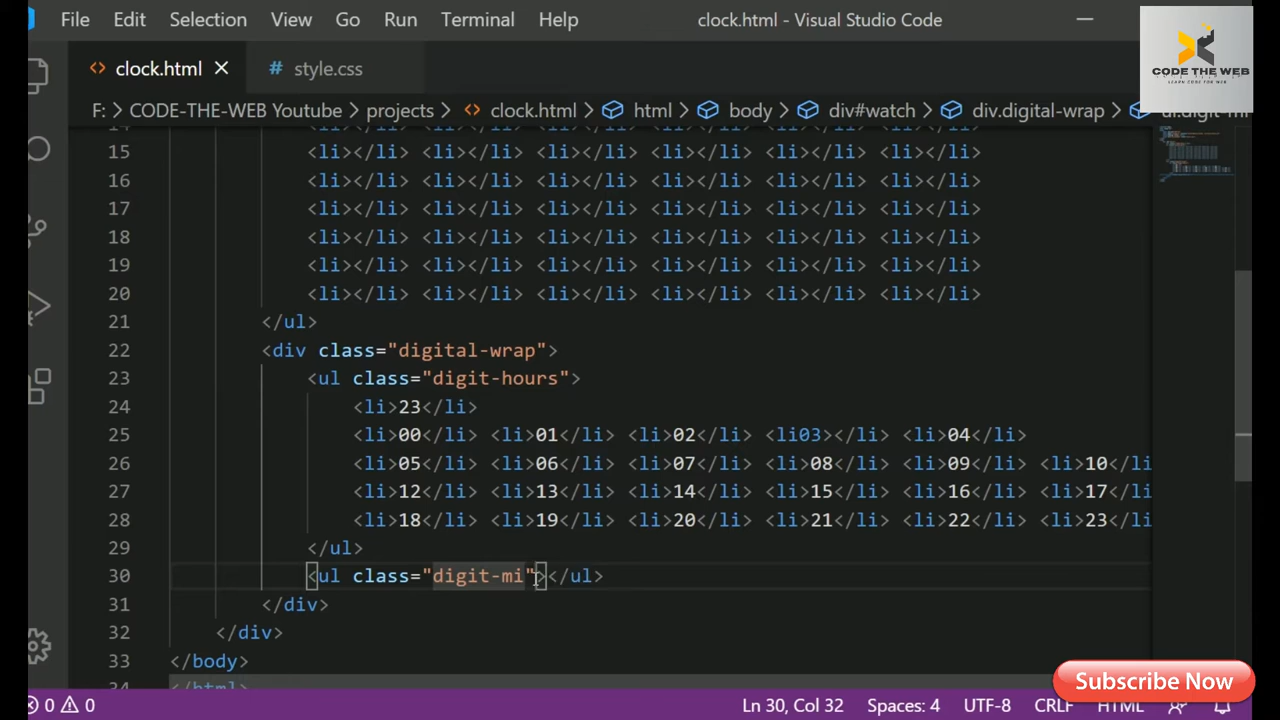 File Edit Selection View Go Run Terminal Help clock.html - Visual Studio Code
CODE THE WEB
LEARN CODE FOR WEB
<> clock.html × # style.css
F: > CODE-THE-WEB Youtube > projects > <> clock.html > html > body > div#watch > div.digital-wrap >
15 <li></li> <li></li> <li></li> <li></li> <li></li> <li></li>
16 <li></li> <li></li> <li></li> <li></li> <li></li> <li></li>
17 <li></li> <li></li> <li></li> <li></li> <li></li> <li></li>
18 <li></li> <li></li> <li></li> <li></li> <li></li> <li></li>
19 <li></li> <li></li> <li></li> <li></li> <li></li> <li></li>
20 <li></li> <li></li> <li></li> <li></li> <li></li> <li></li>
21 </ul>
22 <div class="digital-wrap">
23 <ul class="digit-hours">
24 <li>23</li>
25 <li>00</li> <li>01</li> <li>02</li> <li03></li> <li>04</li>
26 <li>05</li> <li>06</li> <li>07</li> <li>08</li> <li>09</li> <li>10</li
27 <li>12</li> <li>13</li> <li>14</li> <li>15</li> <li>16</li> <li>17</li
28 <li>18</li> <li>19</li> <li>20</li> <li>21</li> <li>22</li> <li>23</li
29 </ul>
30 <ul class="digit-mi"></ul>
31 </div>
32 </div>
33 </body>
Subscribe Now
0 0 Ln 30, Col 32 Spaces: 4 UTF-8 CRLF HTML